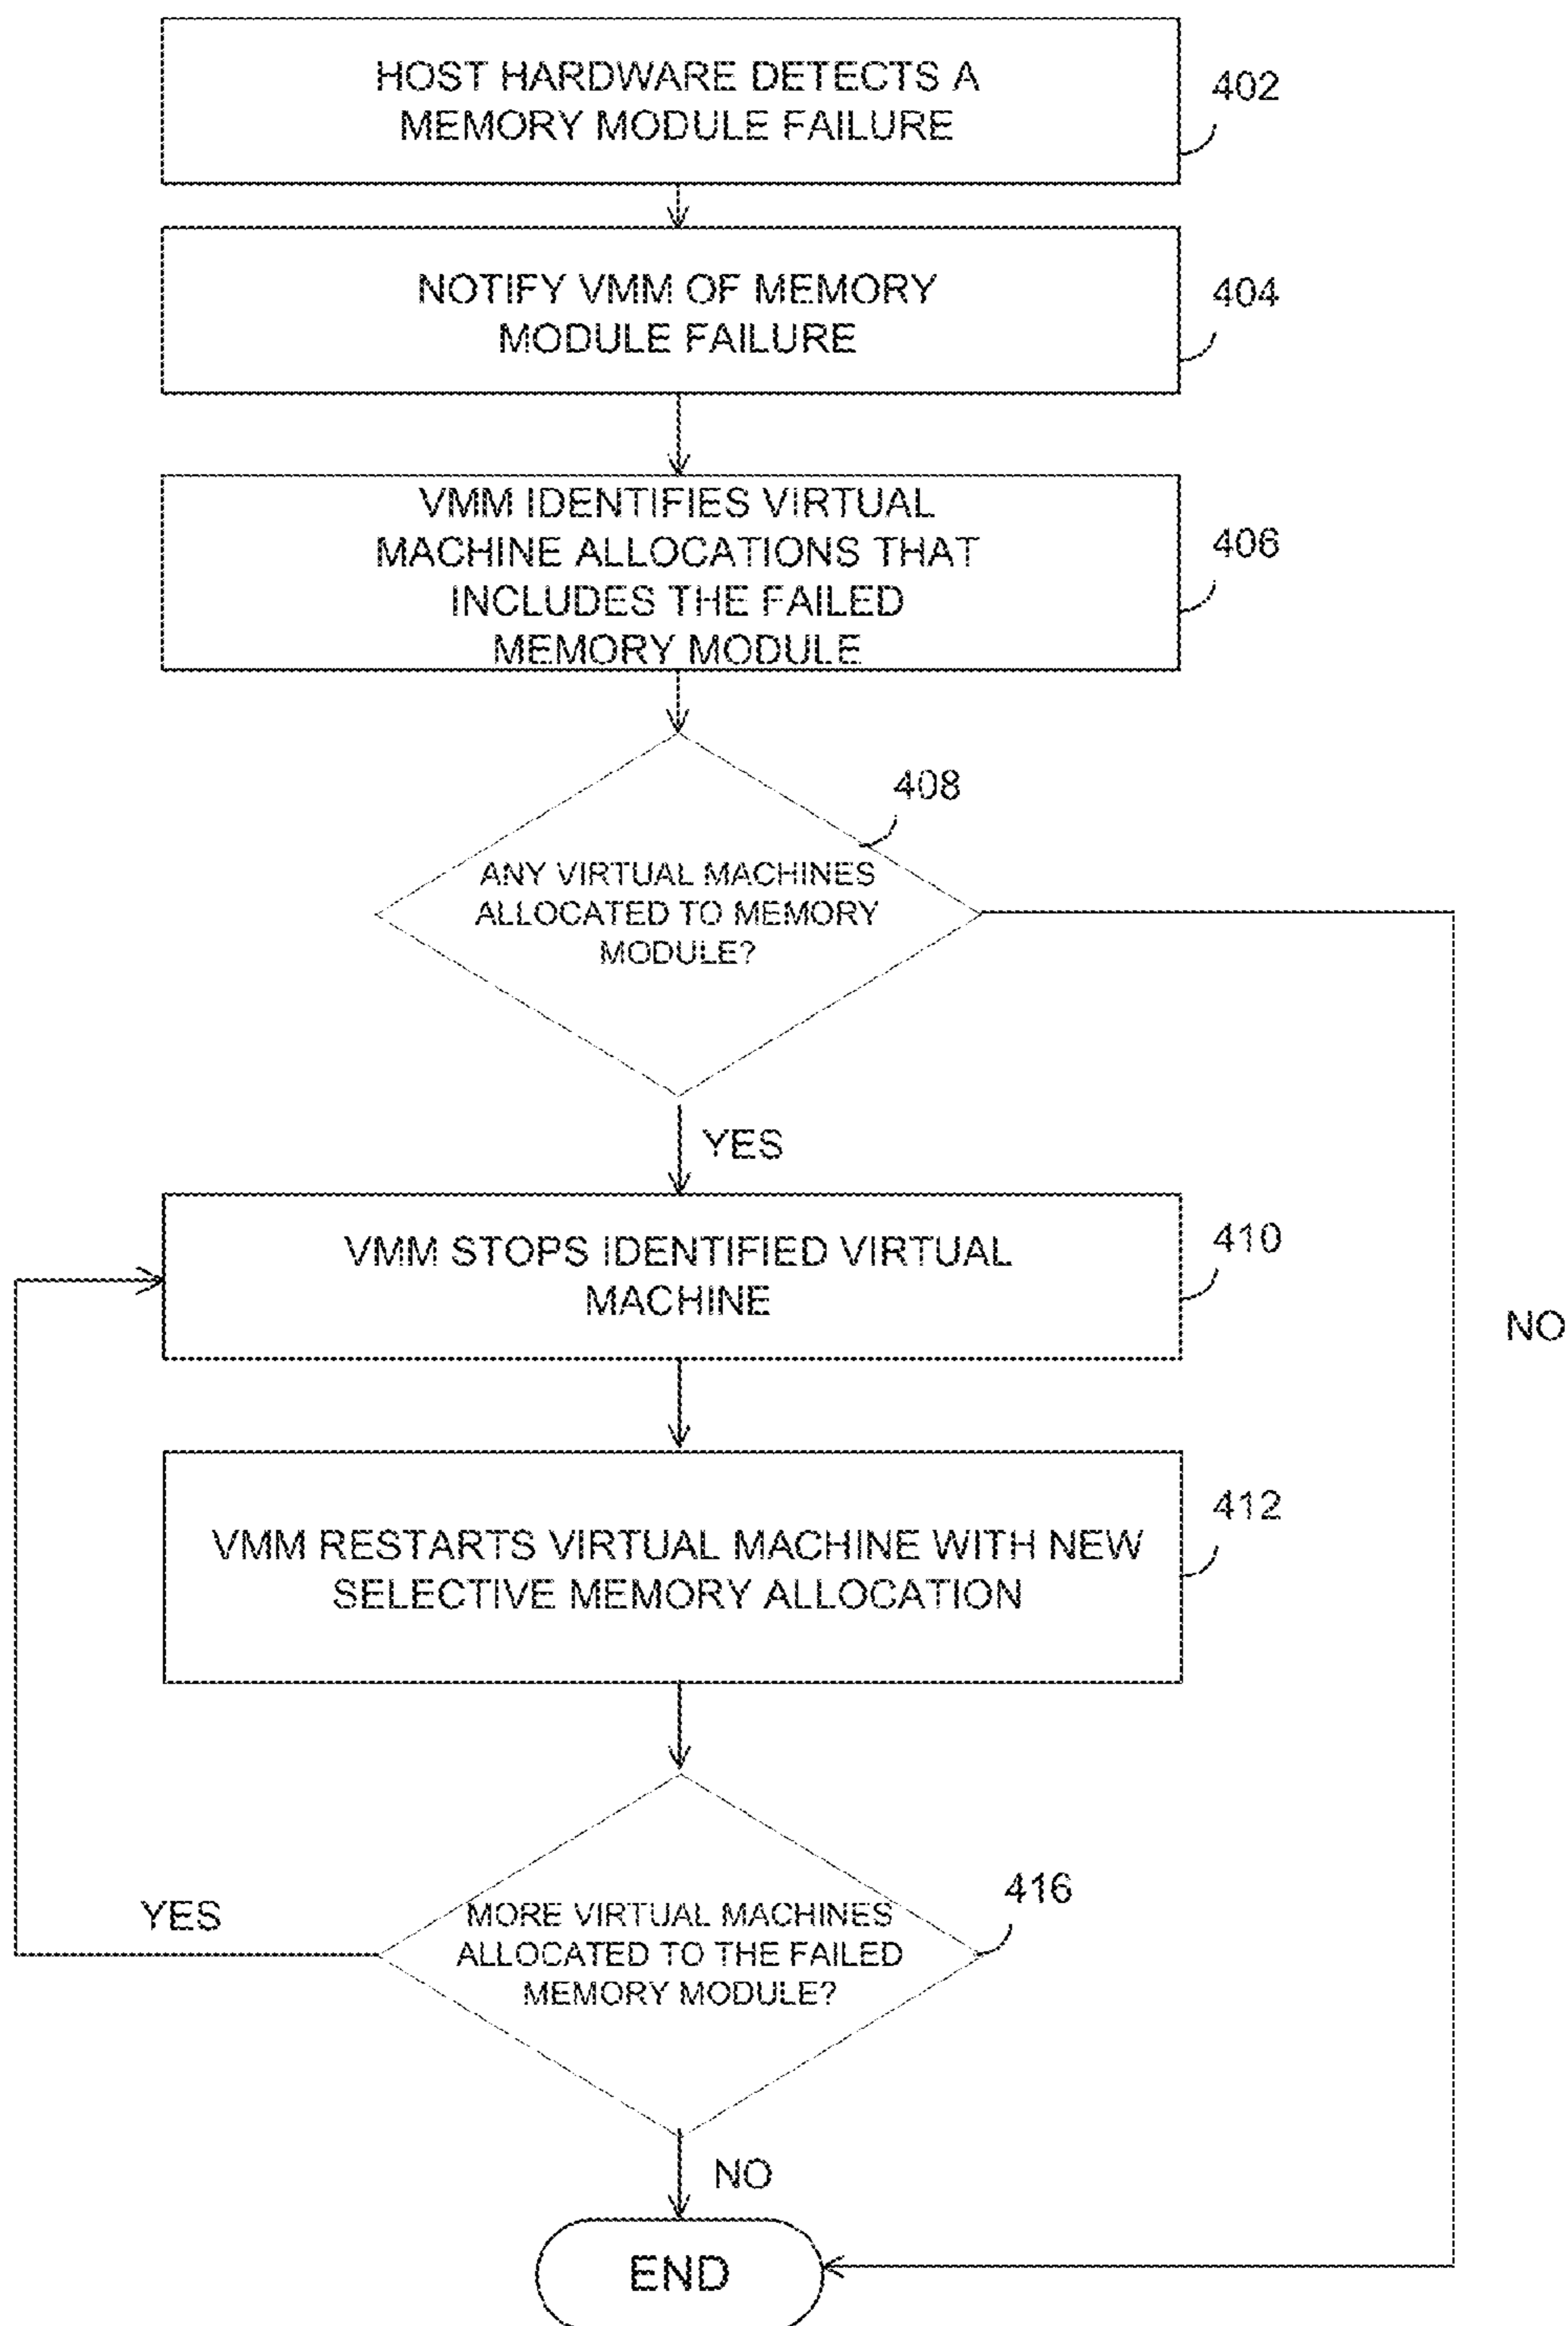 HOST HARDWARE DETECTS A
MEMORY MODULE FAILURE
402
NOTIFY VMM OF MEMORY
MODULE FAILURE
404
VMM IDENTIFIES VIRTUAL
MACHINE ALLOCATIONS THAT
INCLUDES THE FAILED
MEMORY MODULE
406
408
ANY VIRTUAL MACHINES
ALLOCATED TO MEMORY
MODULE?
YES
VMM STOPS IDENTIFIED VIRTUAL
MACHINE
410
NO
VMM RESTARTS VIRTUAL MACHINE WITH NEW
SELECTIVE MEMORY ALLOCATION
412
MORE VIRTUAL MACHINES
ALLOCATED TO THE FAILED
MEMORY MODULE?
416
YES
NO
END